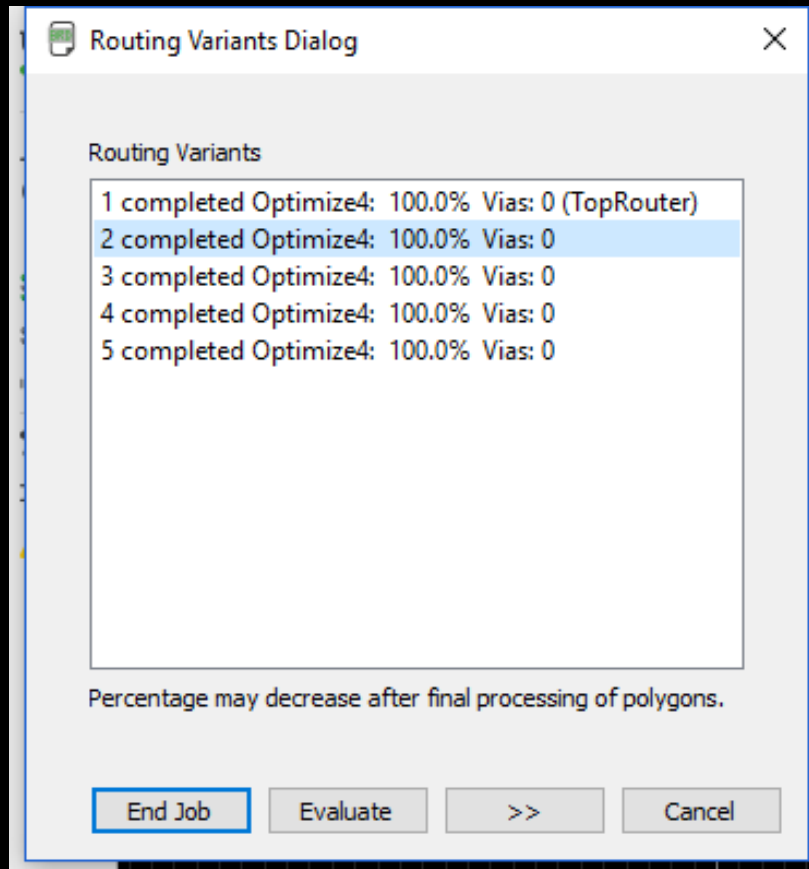 Routing Variants Dialog
Routing Variants
1 completed Optimize4: 100.0% Vias: 0 (TopRouter)
2 completed Optimize4: 100.0% Vias: 0
3 completed Optimize4: 100.0% Vias: 0
4 completed Optimize4: 100.0% Vias: 0
5 completed Optimize4: 100.0% Vias: 0
Percentage may decrease after final processing of polygons.
End Job Evaluate >> Cancel